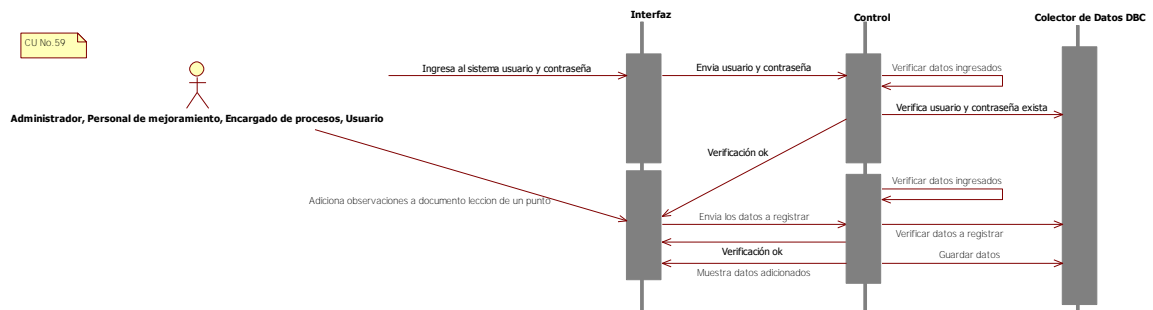 Interfaz
Control
Colector de Datos DBC
CU No.59
Ingresa al sistema usuario y contraseña
Envia usuario y contraseña
Verificar datos ingresados
Verifica usuario y contraseña exista
Administrador, Personal de mejoramiento, Encargado de procesos, Usuario
Verificación ok
Verificar datos ingresados
Adiciona observaciones a documento leccion de un punto
Envia los datos a registrar
Verificar datos a registrar
Verificación ok
Guardar datos
Muestra datos adicionados